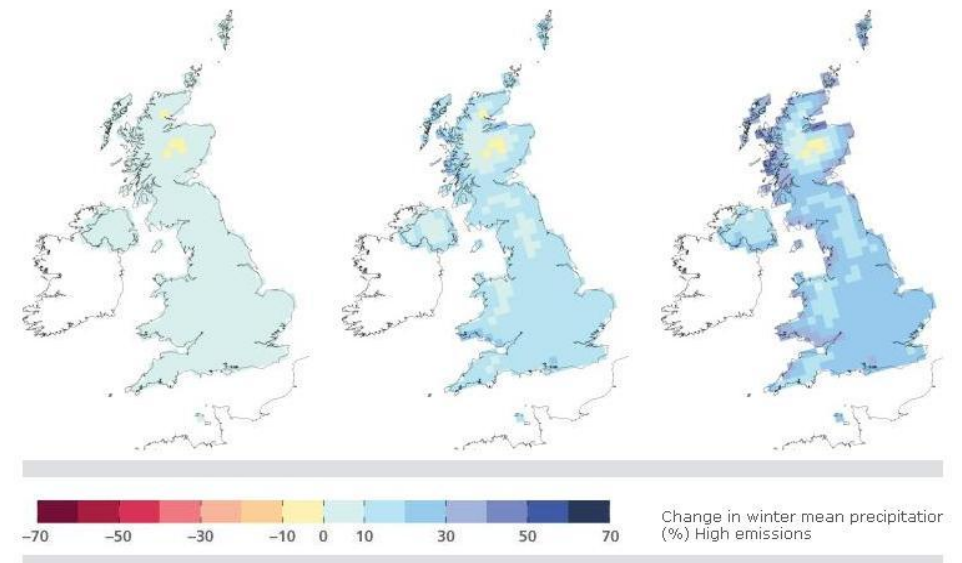 −70 −50 −30 −10 0 10 30 50 70
Change in winter mean precipitatior
(%) High emissions